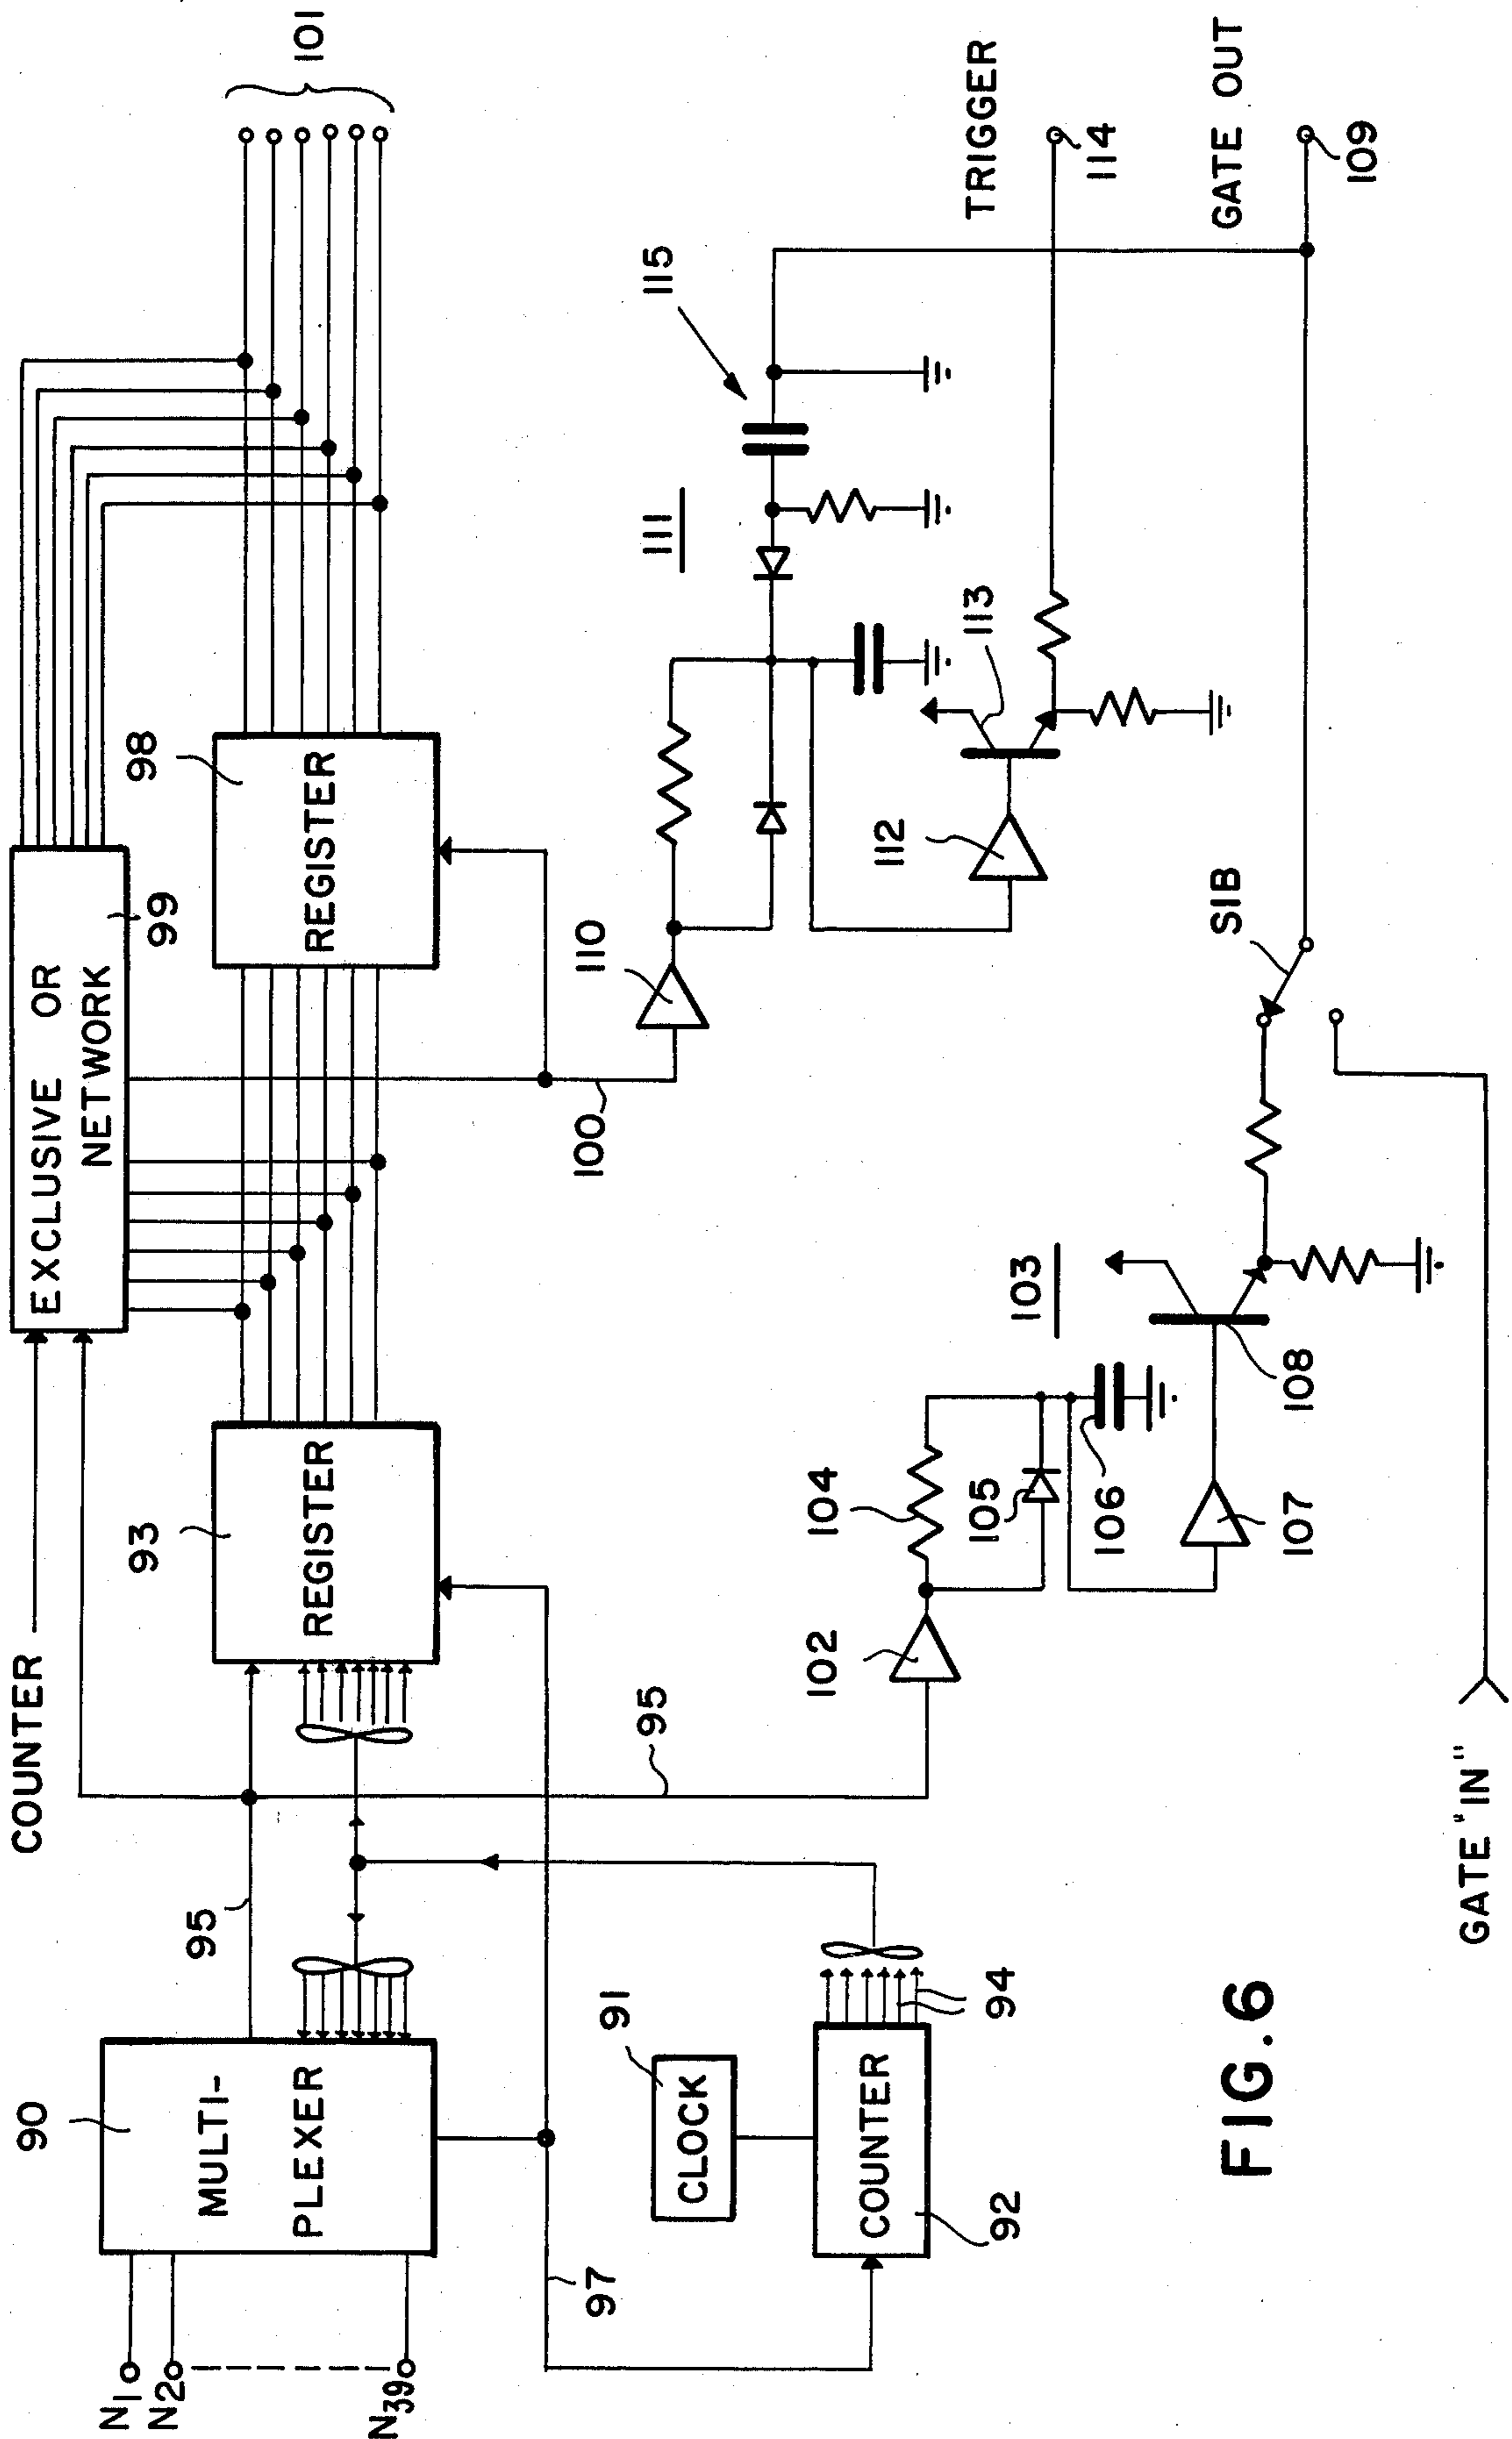 COUNTER
EXCLUSIVE OR
NETWORK
99
101
90
MULTI-
PLEXER
N1
N2
N39
95
93
REGISTER
98
REGISTER
97
91
CLOCK
COUNTER
92
94
95
100
110
111
115
TRIGGER
114
112
113
102
104
105
106
103
107
108
S1B
GATE OUT
109
GATE "IN"
FIG. 6